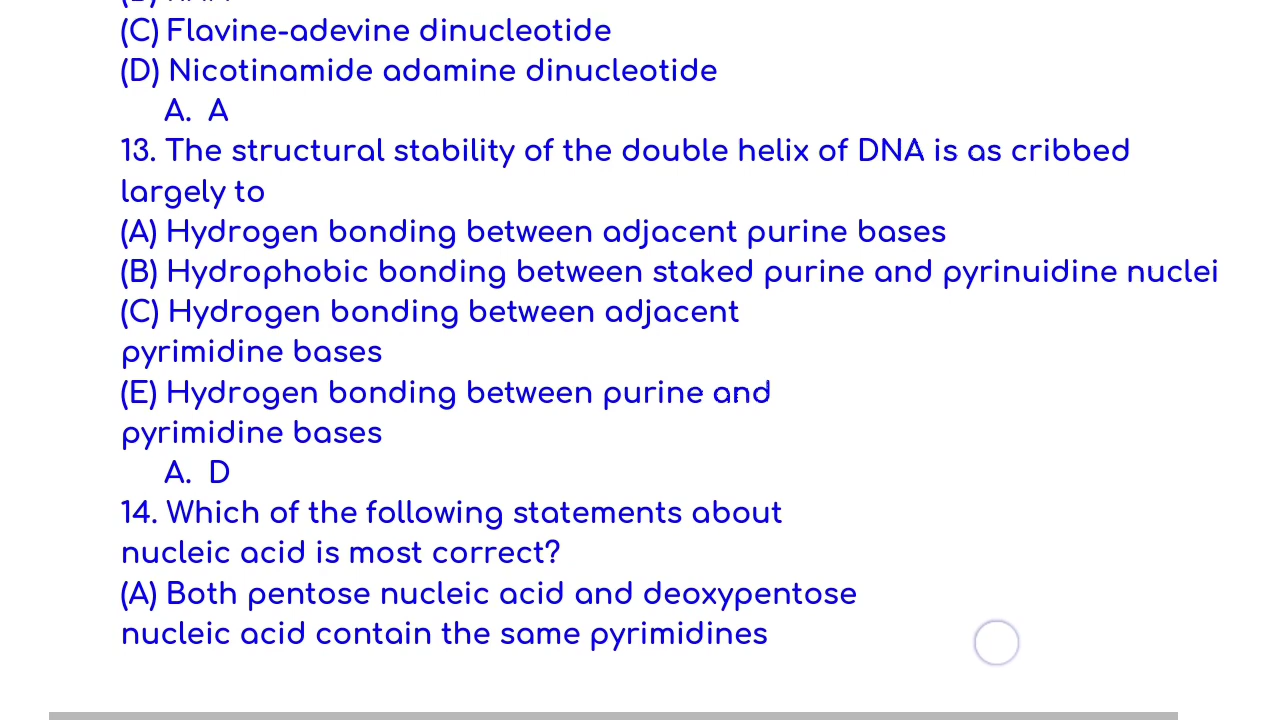 (C) Flavine-adevine dinucleotide
(D) Nicotinamide adamine dinucleotide
A. A
13. The structural stability of the double helix of DNA is as cribbed
largely to
(A) Hydrogen bonding between adjacent purine bases
(B) Hydrophobic bonding between staked purine and pyrinuidine nuclei
(C) Hydrogen bonding between adjacent
pyrimidine bases
(E) Hydrogen bonding between purine and
pyrimidine bases
A. D
14. Which of the following statements about
nucleic acid is most correct?
(A) Both pentose nucleic acid and deoxypentose
nucleic acid contain the same pyrimidines